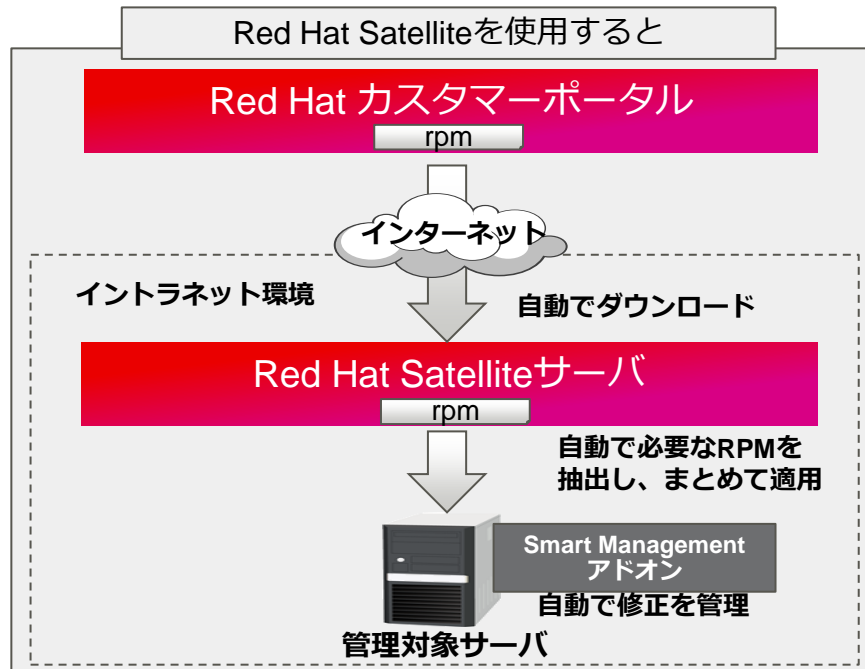 Red Hat Satelliteを使用すると
Red Hat カスタマーポータル
rpm
インターネット
イントラネット環境
自動でダウンロード
Red Hat Satelliteサーバ
rpm
自動で必要なRPMを
抽出し、まとめて適用
Smart Management
アドオン
自動で修正を管理
管理対象サーバ